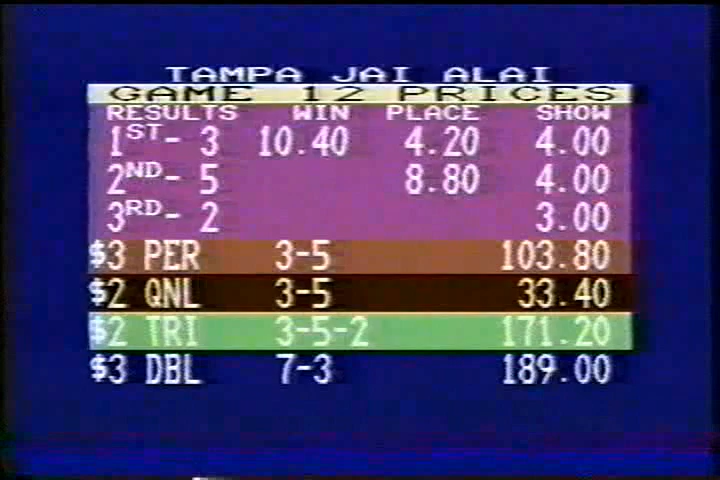 TAMPA JAI ALAI
GAME 12 PRICES
RESULTS WIN PLACE SHOW
1ST- 3 10.40 4.20 4.00
2ND- 5 8.80 4.00
3RD- 2 3.00
$3 PER 3-5 103.80
$2 QNL 3-5 33.40
$2 TRI 3-5-2 171.20
$3 DBL 7-3 189.00